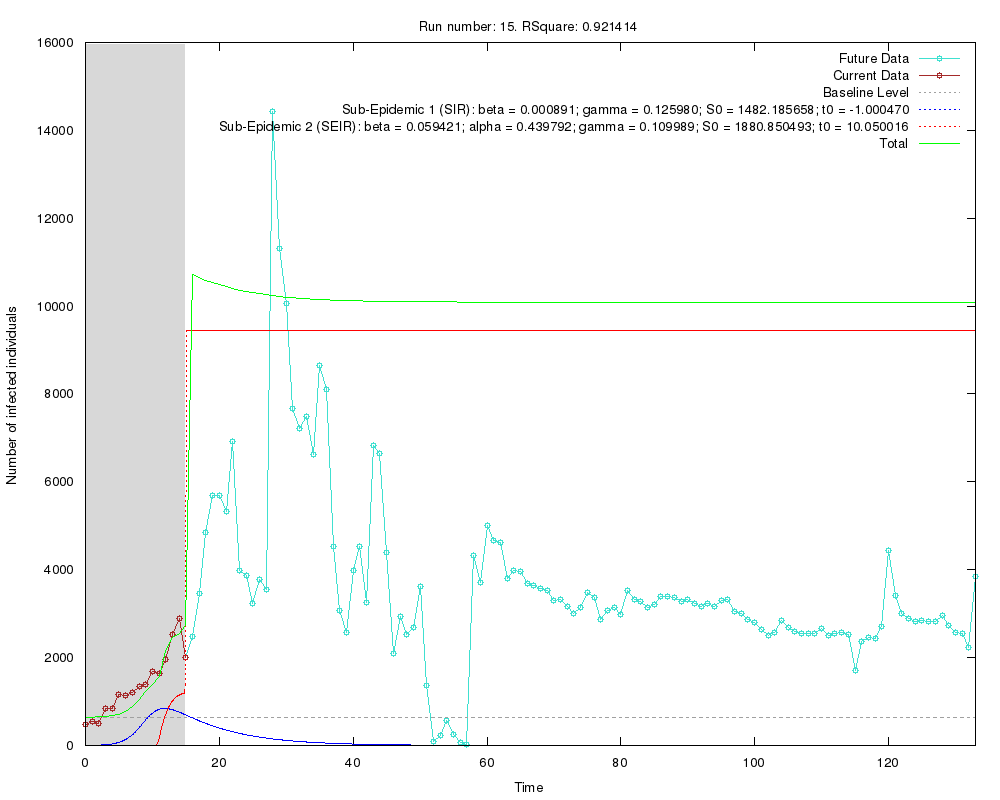 Run number: 15. RSquare: 0.921414
16000
14000
12000
10000
8000
6000
4000
2000
0
Number of infected individuals
Future Data
Current Data
Baseline Level
Sub-Epidemic 1 (SIR): beta = 0.000891; gamma = 0.125980; S0 = 1482.185658; t0 = -1.000470
Sub-Epidemic 2 (SEIR): beta = 0.059421; alpha = 0.439792; gamma = 0.109989; S0 = 1880.850493; t0 = 10.050016
Total
0 20 40 60 80 100 120
Time